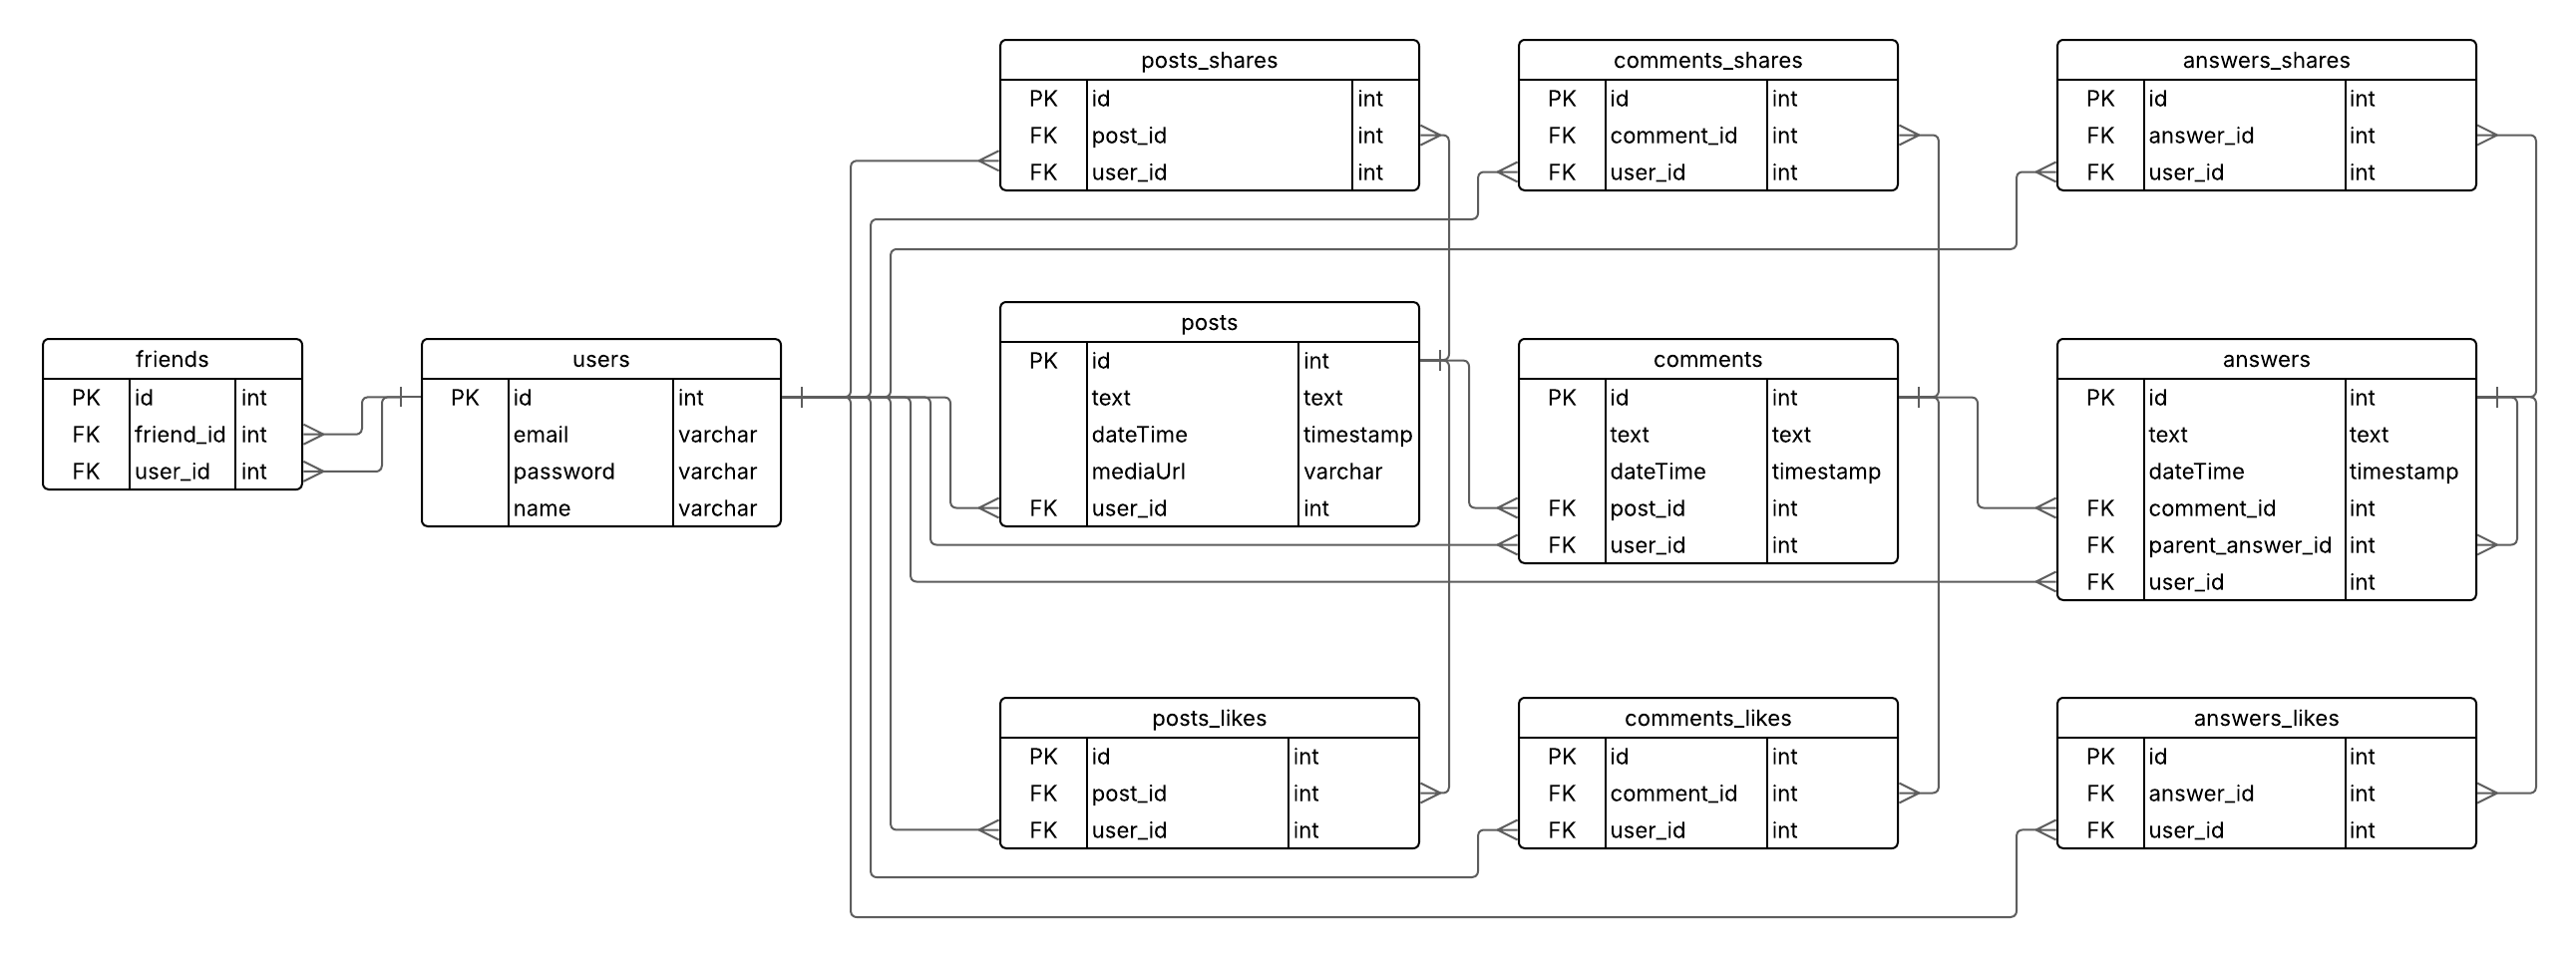 posts_shares
PK id int
FK post_id int
FK user_id int
comments_shares
PK id int
FK comment_id int
FK user_id int
answers_shares
PK id int
FK answer_id int
FK user_id int
friends
PK id int
FK friend_id int
FK user_id int
users
PK id int
email varchar
password varchar
name varchar
posts
PK id int
text text
dateTime timestamp
mediaUrl varchar
FK user_id int
comments
PK id int
text text
dateTime timestamp
FK post_id int
FK user_id int
answers
PK id int
text text
dateTime timestamp
FK comment_id int
FK parent_answer_id int
FK user_id int
posts_likes
PK id int
FK post_id int
FK user_id int
comments_likes
PK id int
FK comment_id int
FK user_id int
answers_likes
PK id int
FK answer_id int
FK user_id int